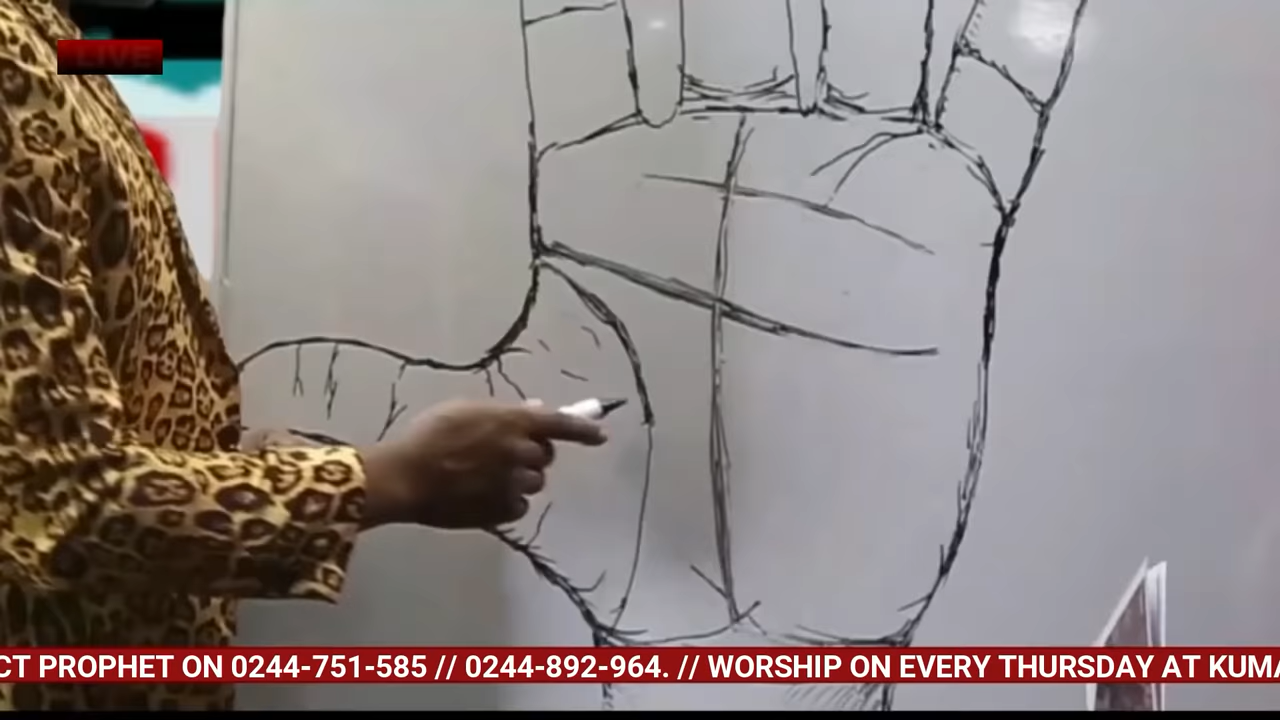 LIVE
CT PROPHET ON 0244-751-585 // 0244-892-964. // WORSHIP ON EVERY THURSDAY AT KUMA